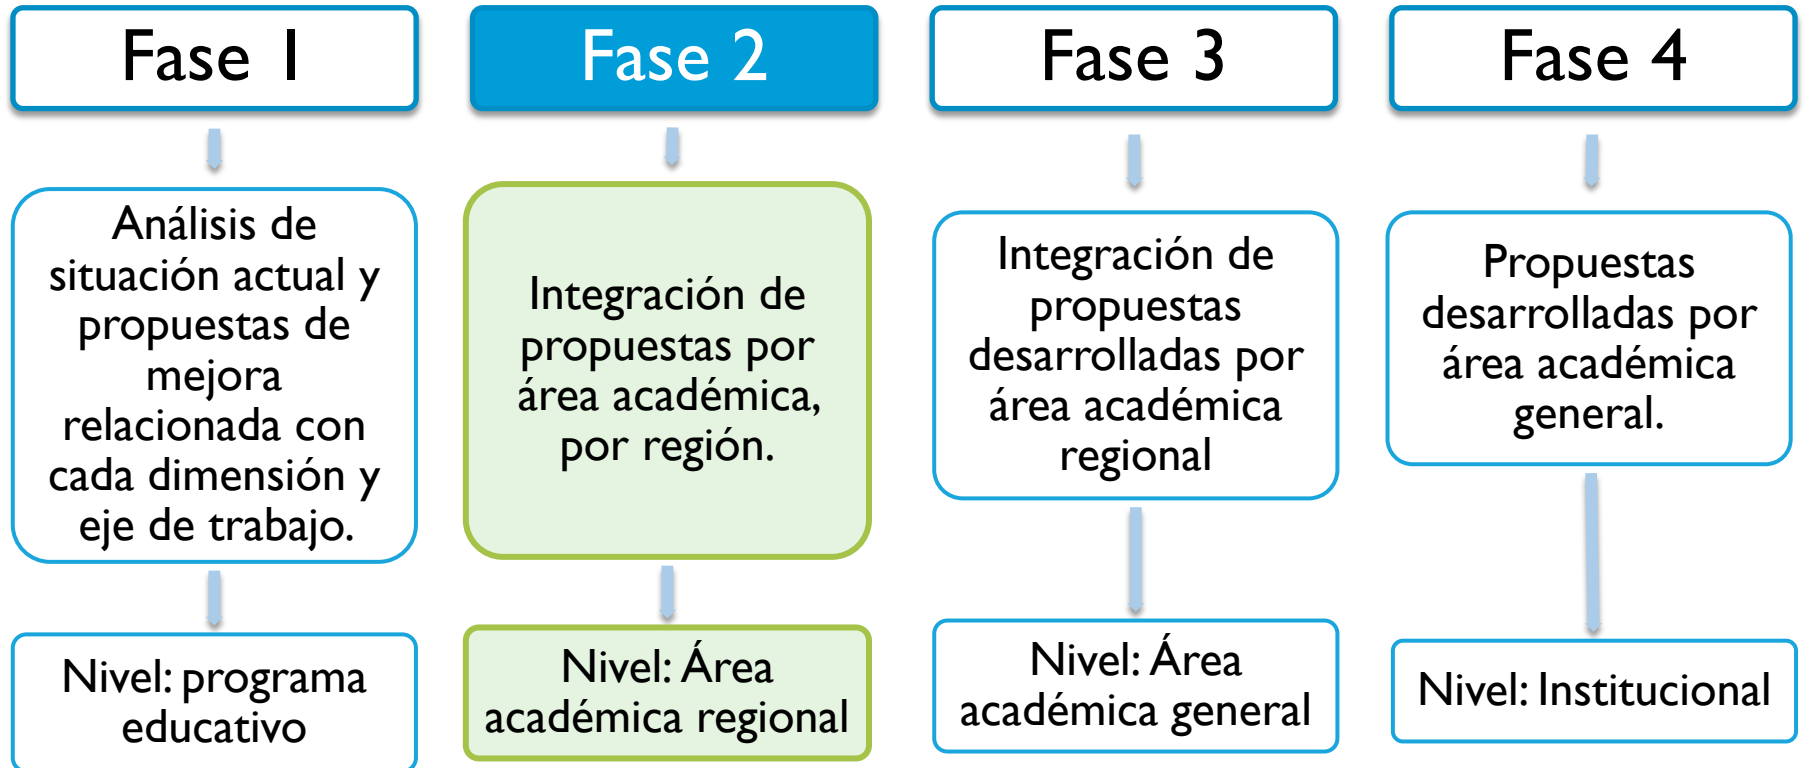 Fase 1
Análisis de
situación actual y
propuestas de
mejora
relacionada con
cada dimensión y
eje de trabajo.
Nivel: programa
educativo
Fase 2
Integración de
propuestas por
área académica,
por región.
Nivel: Área
académica regional
Fase 3
Integración de
propuestas
desarrolladas por
área académica
regional
Nivel: Área
académica general
Fase 4
Propuestas
desarrolladas por
área académica
general.
Nivel: Institucional